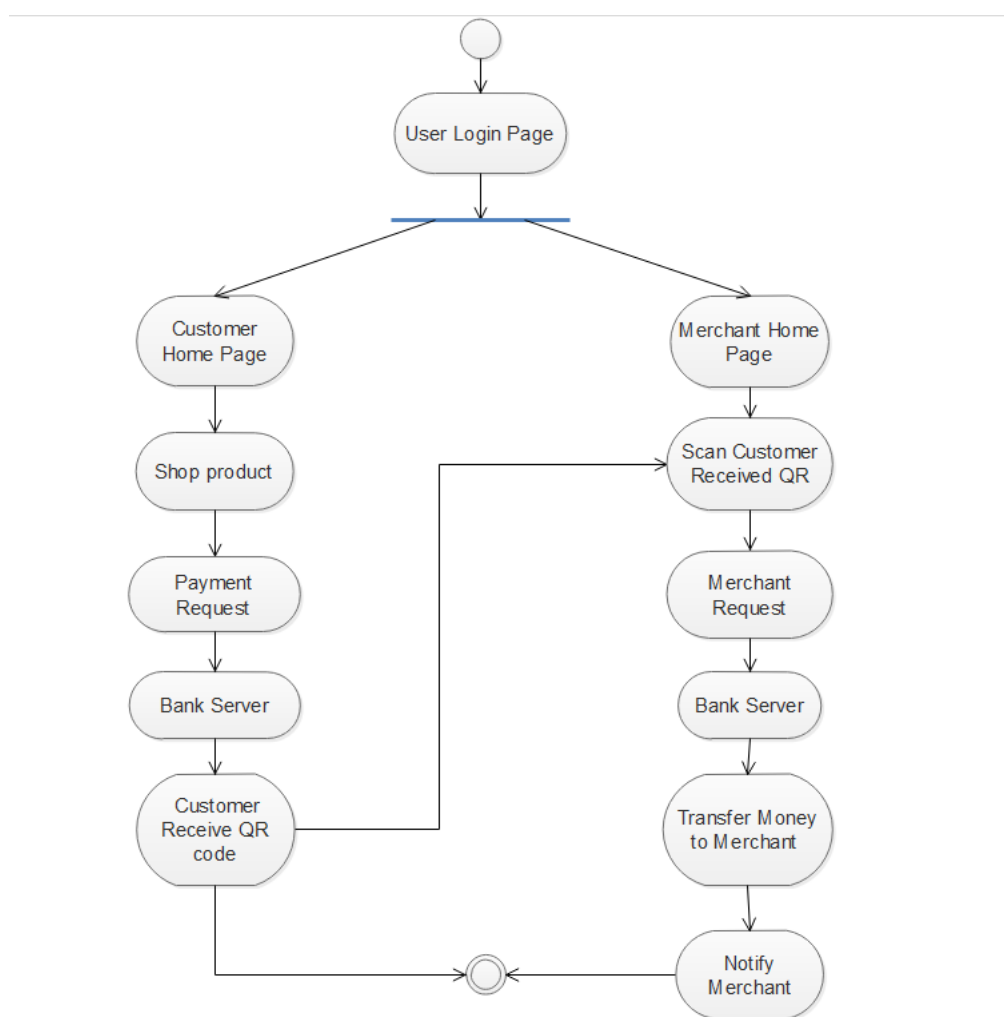 User Login Page
Customer
Home Page
Merchant Home
Page
Shop product
Scan Customer
Received QR
Payment
Request
Merchant
Request
Bank Server
Bank Server
Customer
Receive QR
code
Transfer Money
to Merchant
Notify
Merchant